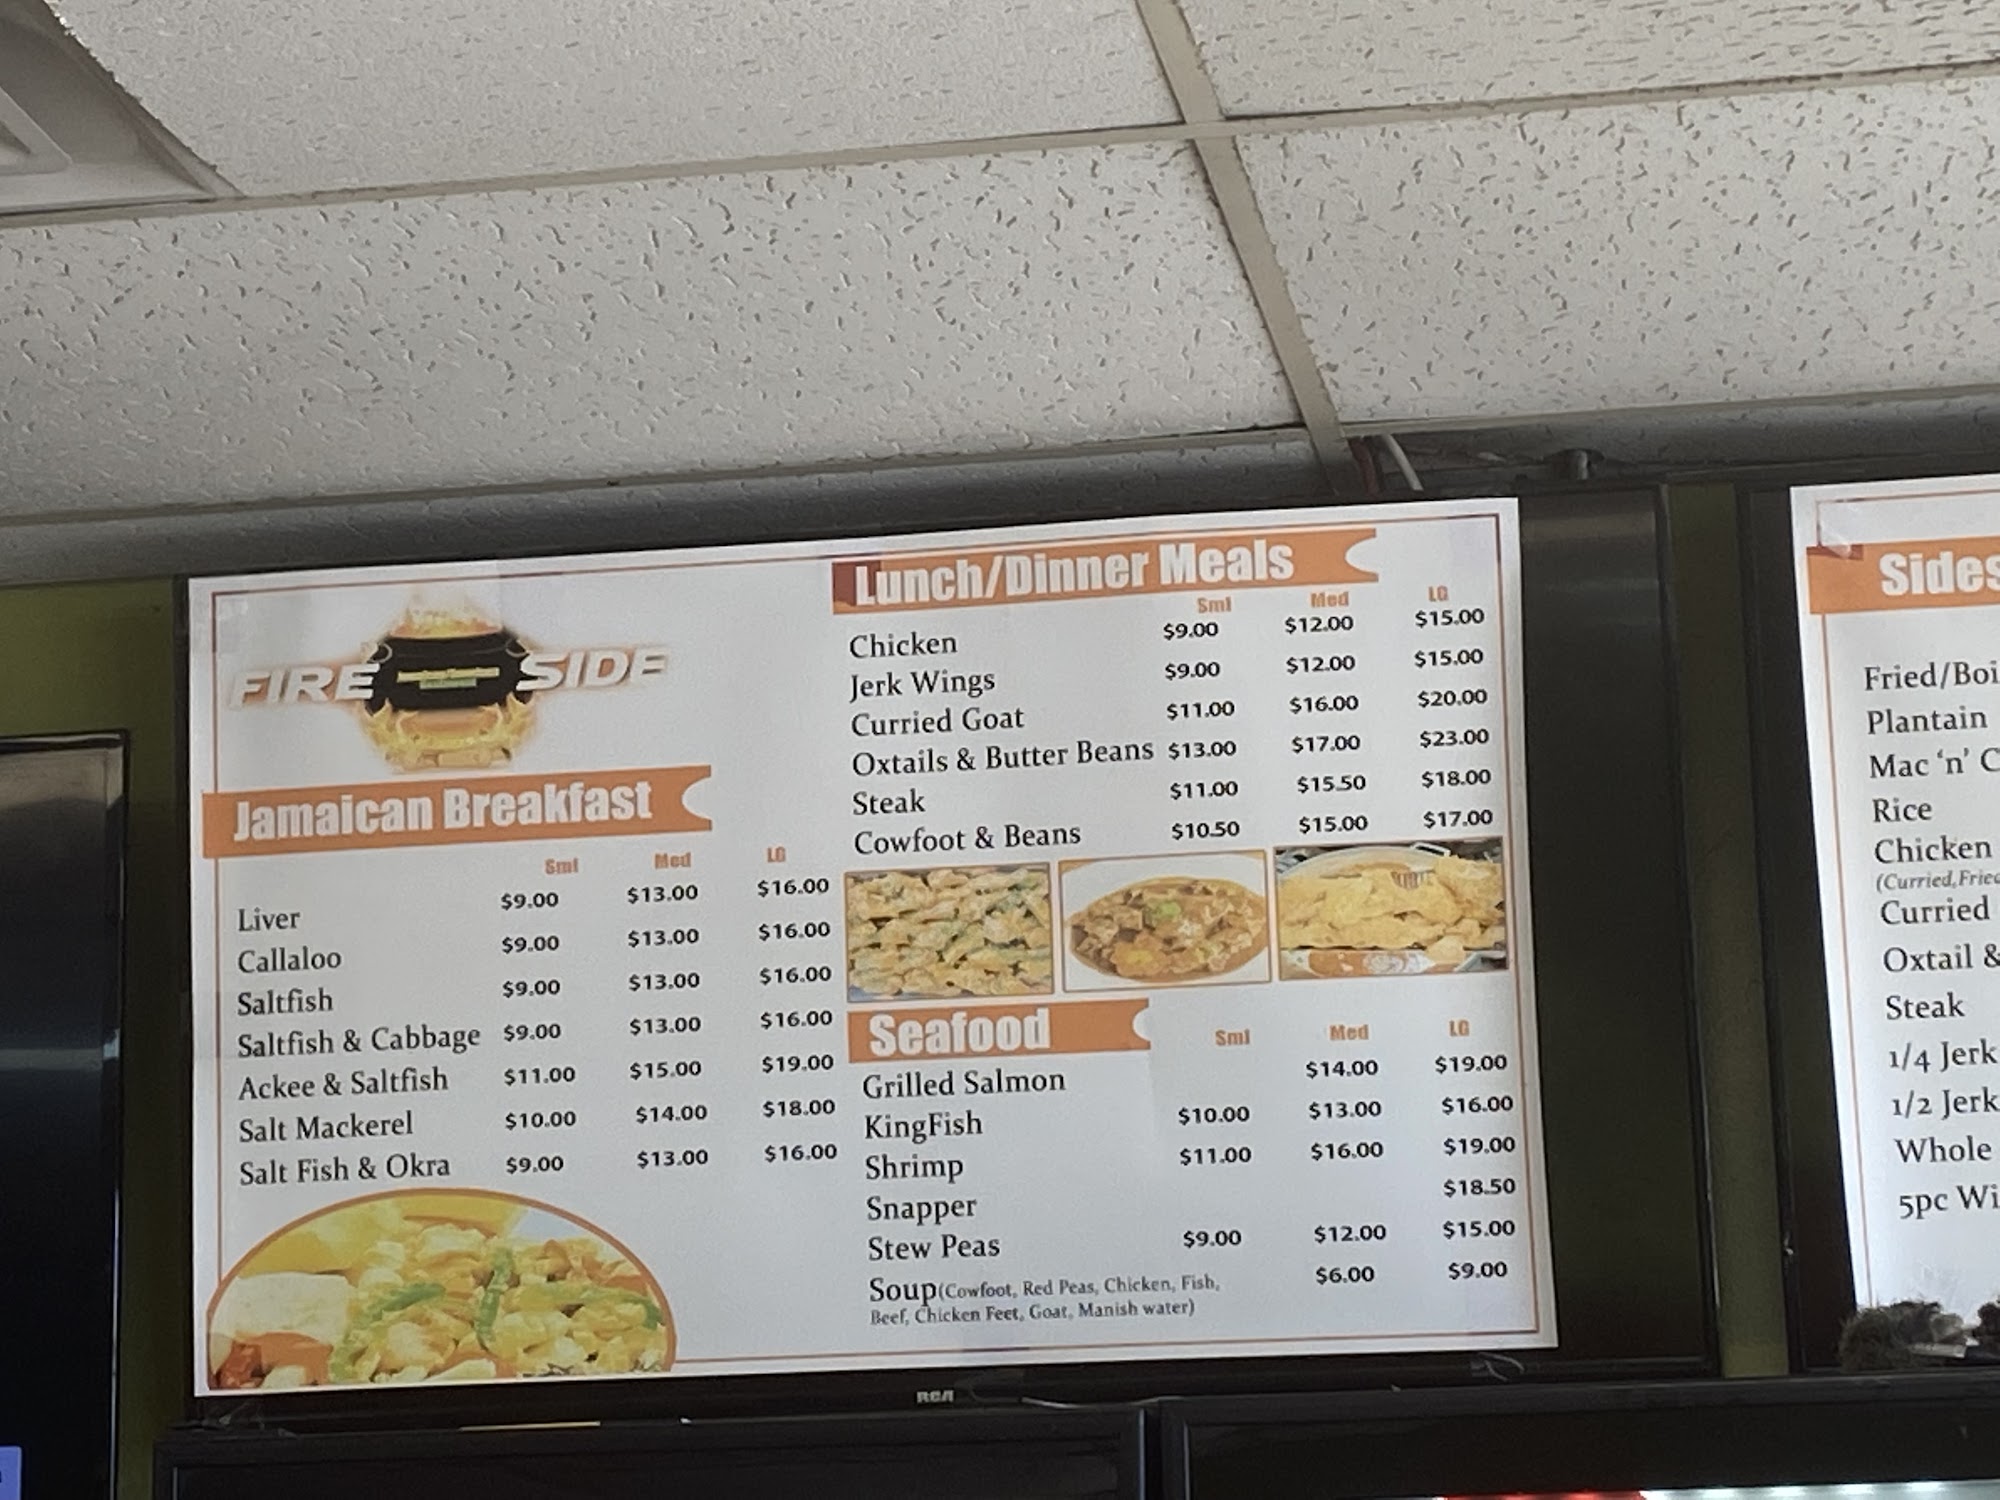 FIRE SIDE
Jamaican Breakfast
Sml Med LG
Liver $9.00 $13.00 $16.00
Callaloo $9.00 $13.00 $16.00
Saltfish $9.00 $13.00 $16.00
Saltfish & Cabbage $9.00 $13.00 $16.00
Ackee & Saltfish $11.00 $15.00 $19.00
Salt Mackerel $10.00 $14.00 $18.00
Salt Fish & Okra $9.00 $13.00 $16.00
Lunch/Dinner Meals
Sml Med LG
Chicken $9.00 $12.00 $15.00
Jerk Wings $9.00 $12.00 $15.00
Curried Goat $11.00 $16.00 $20.00
Oxtails & Butter Beans $13.00 $17.00 $23.00
Steak $11.00 $15.50 $18.00
Cowfoot & Beans $10.50 $15.00 $17.00
Seafood
Sml Med LG
Grilled Salmon $14.00 $19.00
KingFish $10.00 $13.00 $16.00
Shrimp $11.00 $16.00 $19.00
Snapper $18.50
Stew Peas $9.00 $12.00 $15.00
Soup(Cowfoot, Red Peas, Chicken, Fish, $6.00 $9.00
Beef, Chicken Feet, Goat, Manish water)
RCA
Sides
Fried/Boi
Plantain
Mac 'n' C
Rice
Chicken
(Curried,Fried
Curried
Oxtail &
Steak
1/4 Jerk
1/2 Jerk
Whole
5pc Wi